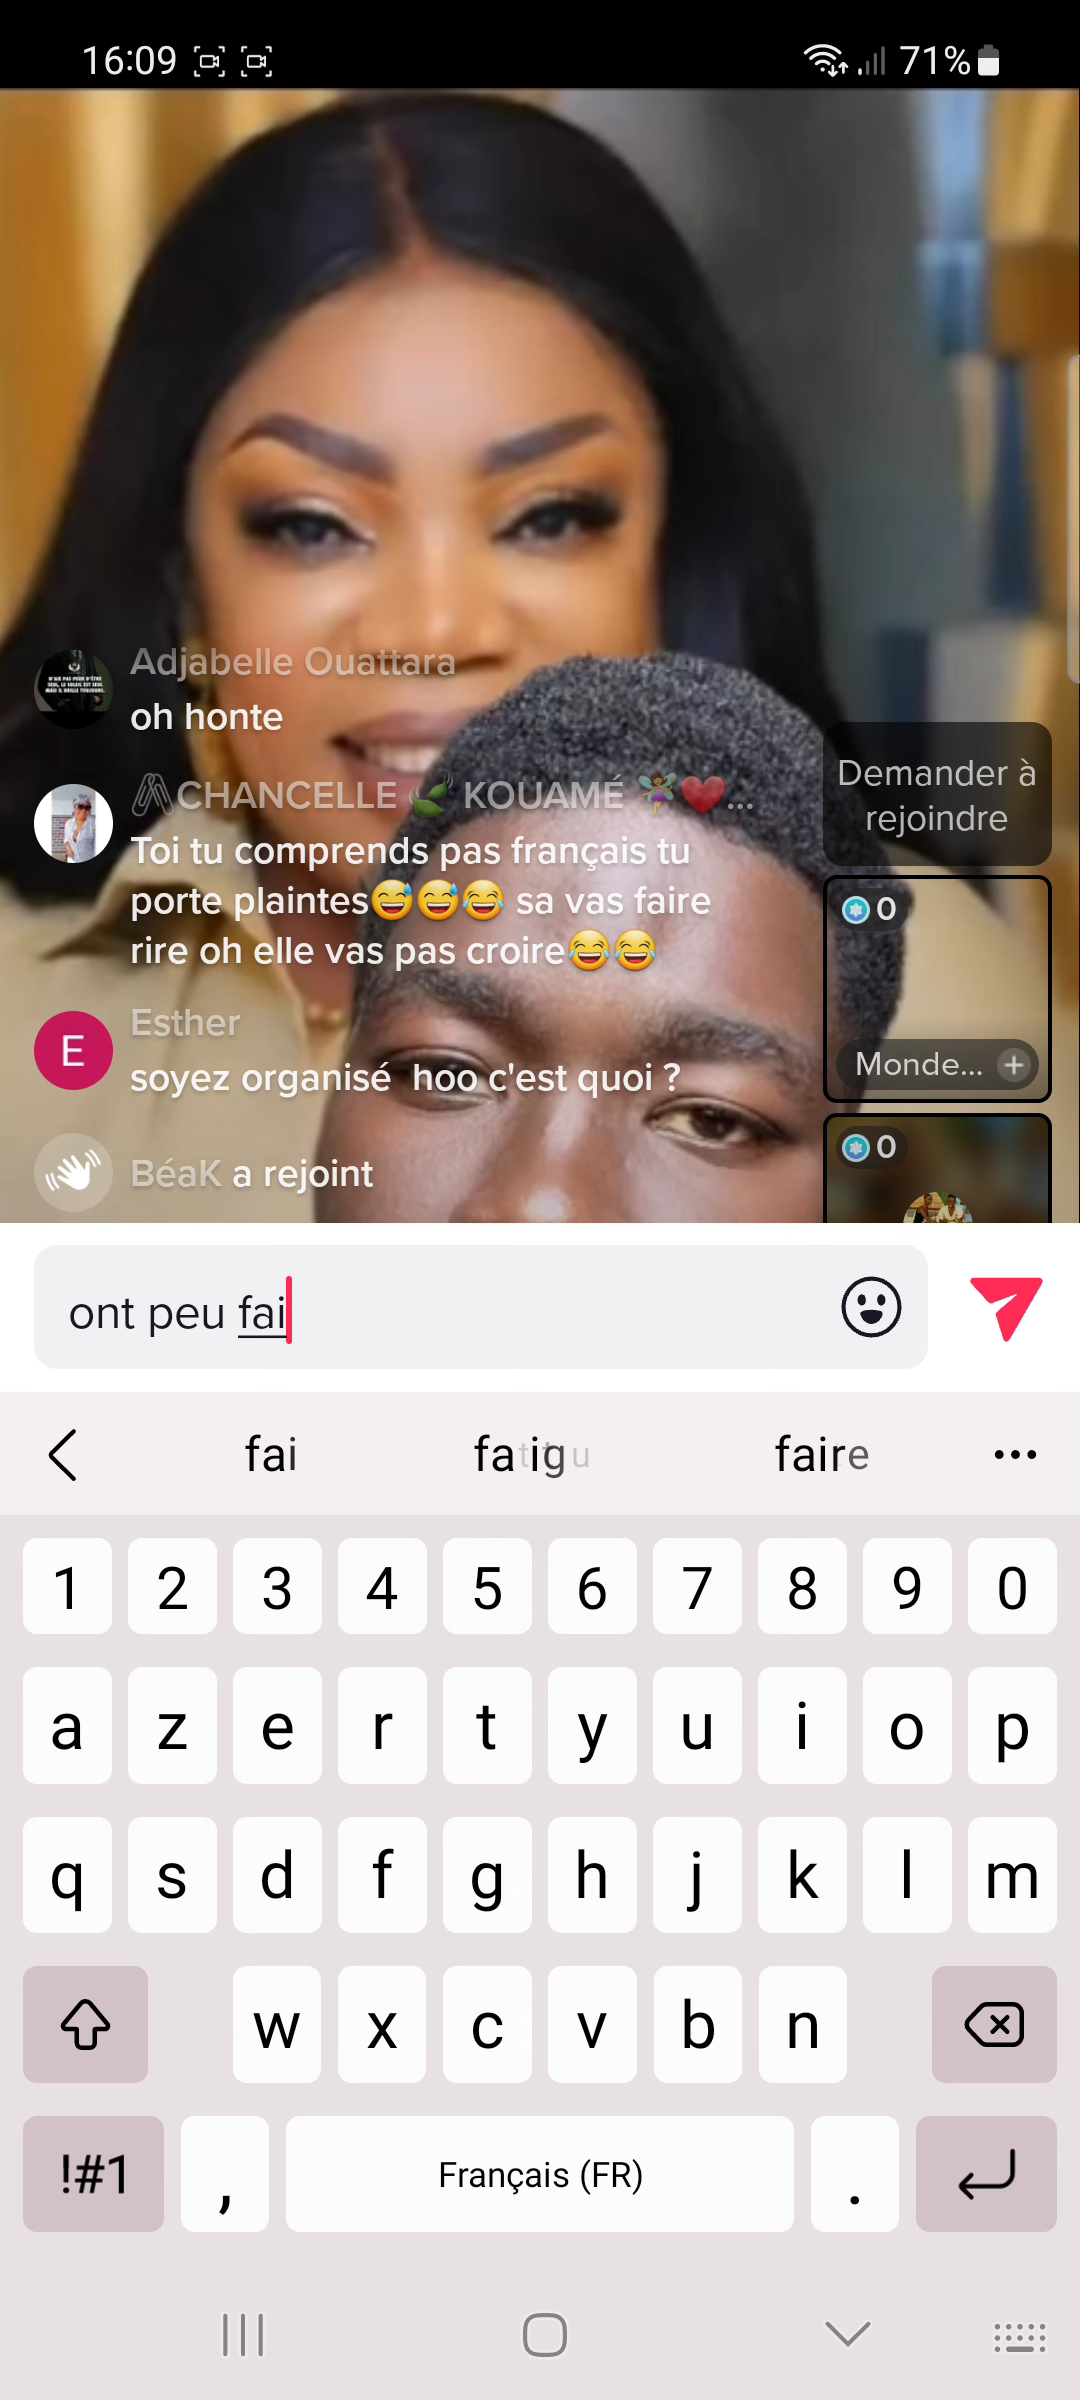 16:09
71%
Adjabelle Ouattara
oh honte
CHANCELLE 🍃 KOUAMÉ 🧚🏾‍♀️❤️...
Toi tu comprends pas français tu
porte plaintes😅😅😂 sa vas faire
rire oh elle vas pas croire😂😂
Demander à
rejoindre
0
Monde... +
E
Esther
soyez organisé hoo c'est quoi ?
0
BéaK a rejoint
ont peu fai
fai faire
1 2 3 4 5 6 7 8 9 0
a z e r t y u i o p
q s d f g h j k l m
w x c v b n
!#1 , Français (FR) .